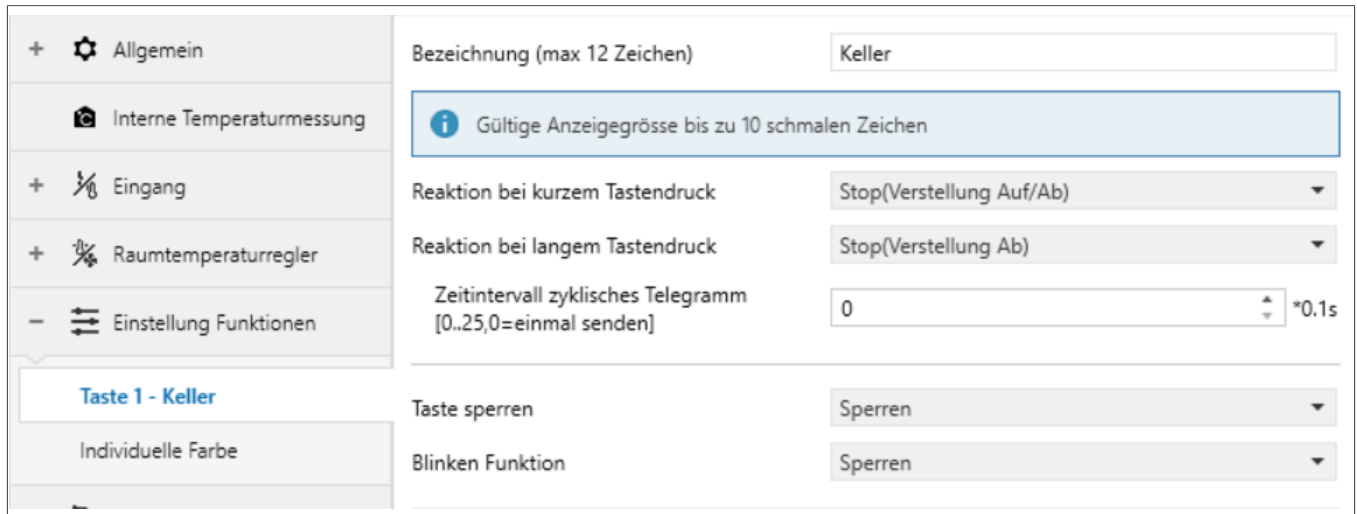 + Allgemein
Interne Temperaturmessung
+ Eingang
+ Raumtemperaturregler
− Einstellung Funktionen
Taste 1 - Keller
Individuelle Farbe
Bezeichnung (max 12 Zeichen) Keller
Gültige Anzeigegrösse bis zu 10 schmalen Zeichen
Reaktion bei kurzem Tastendruck Stop(Verstellung Auf/Ab)
Reaktion bei langem Tastendruck Stop(Verstellung Ab)
Zeitintervall zyklisches Telegramm
[0..25,0=einmal senden] 0 *0.1s
Taste sperren Sperren
Blinken Funktion Sperren